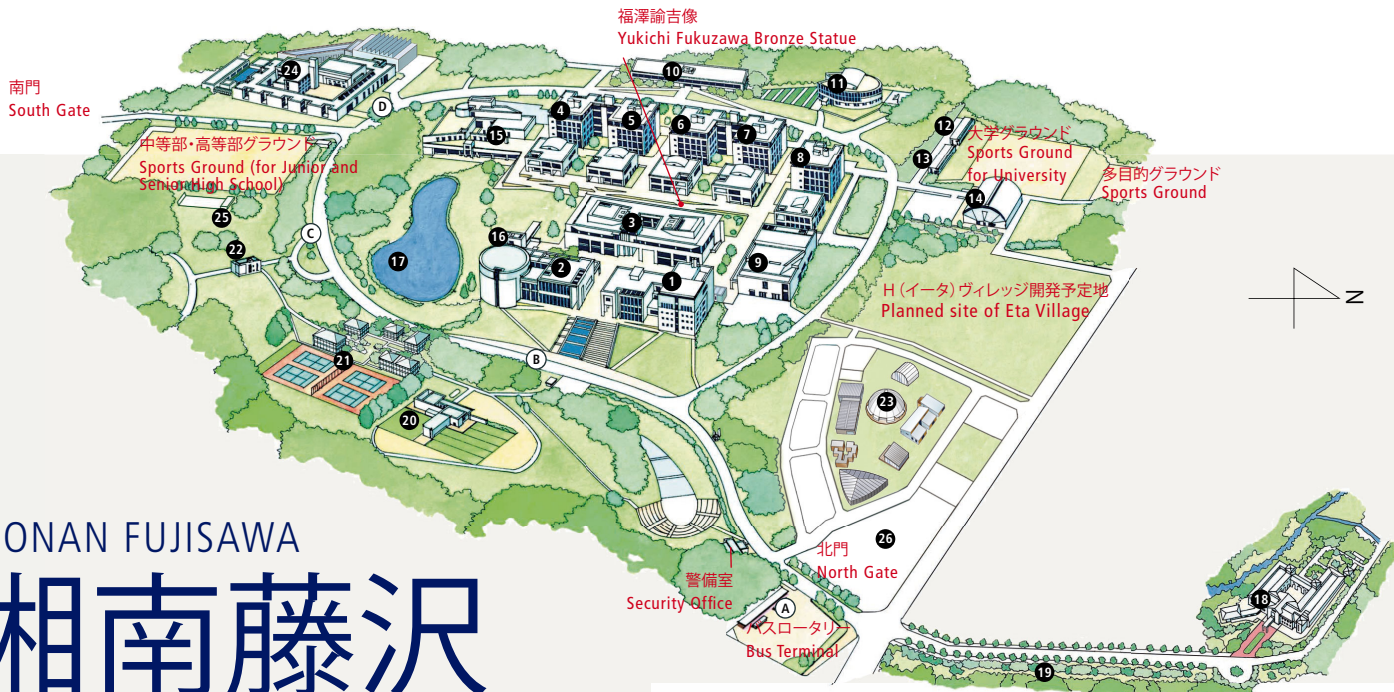 福澤諭吉像
Yukichi Fukuzawa Bronze Statue
南門
South Gate
24
D
10
11
4
5
6
7
8
15
12
13
大学グラウンド
Sports Ground
for University
多目的グラウンド
Sports Ground
14
中等部・高等部グラウンド
Sports Ground (for Junior and
Senior High School)
25
22
C
3
16
17
2
1
9
H（イータ）ヴィレッジ開発予定地
Planned site of Eta Village
N
21
B
20
23
26
北門
North Gate
警備室
Security Office
A
バスロータリー
Bus Terminal
18
19
ONAN FUJISAWA
湘南藤沢